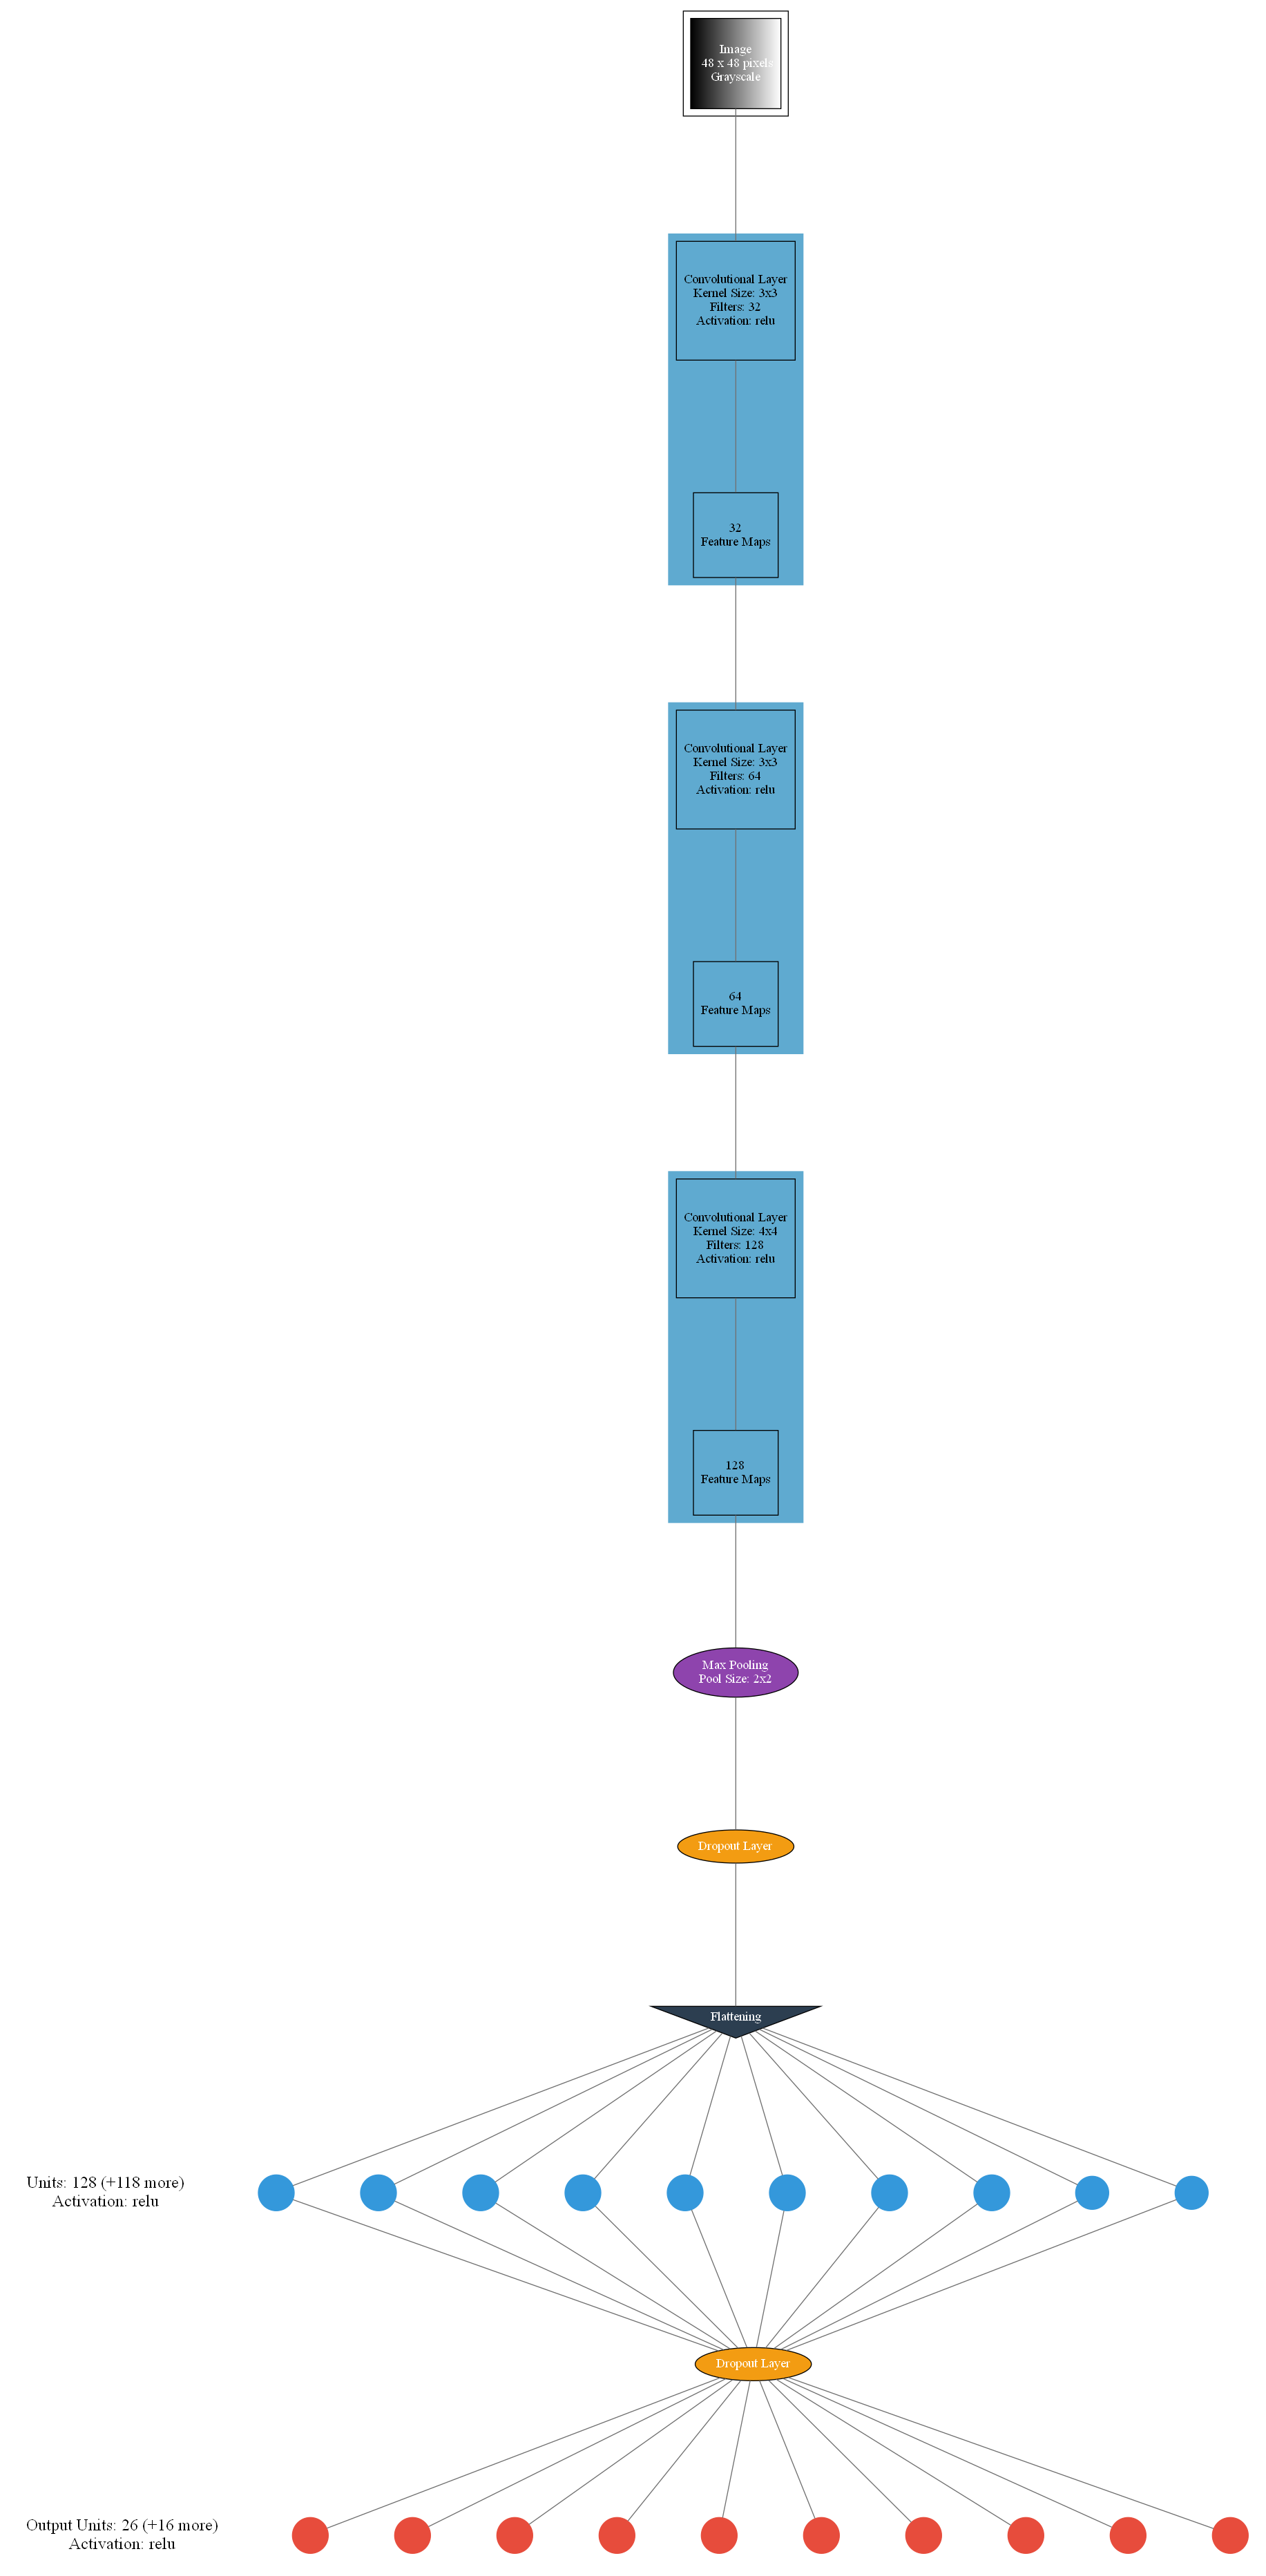 Image
48 x 48 pixels
Grayscale
Convolutional Layer
Kernel Size: 3x3
Filters: 32
Activation: relu
32
Feature Maps
Convolutional Layer
Kernel Size: 3x3
Filters: 64
Activation: relu
64
Feature Maps
Convolutional Layer
Kernel Size: 4x4
Filters: 128
Activation: relu
128
Feature Maps
Max Pooling
Pool Size: 2x2
Dropout Layer
Flattening
Units: 128 (+118 more)
Activation: relu
Dropout Layer
Output Units: 26 (+16 more)
Activation: relu